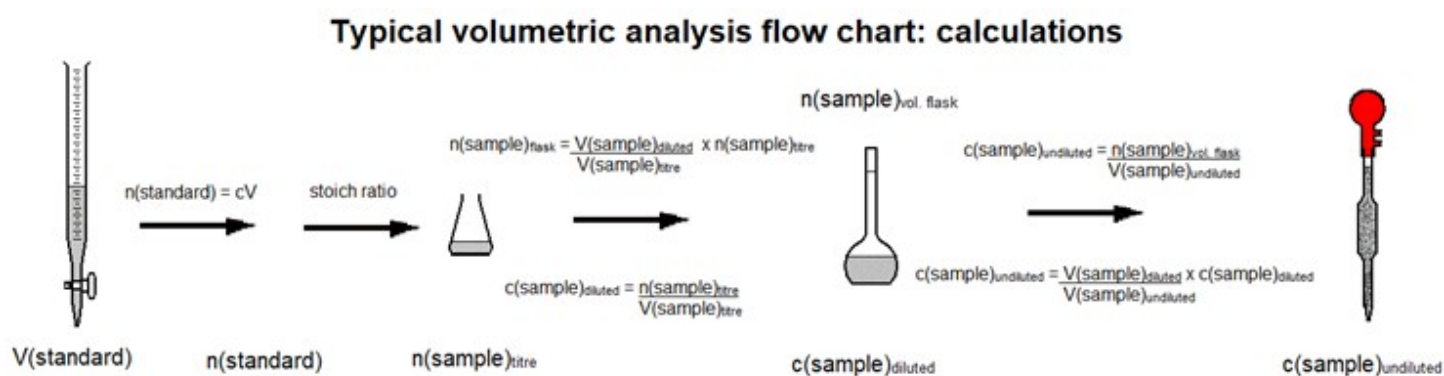 Typical volumetric analysis flow chart: calculations
n(sample)vol. flask
n(sample)flask = V(sample)diluted x n(sample)titre
V(sample)titre
c(sample)undiluted = n(sample)vol. flask
V(sample)undiluted
n(standard) = cV
stoich ratio
c(sample)diluted = n(sample)titre
V(sample)titre
c(sample)undiluted = V(sample)diluted x c(sample)diluted
V(sample)undiluted
V(standard)
n(standard)
n(sample)titre
c(sample)diluted
c(sample)undiluted